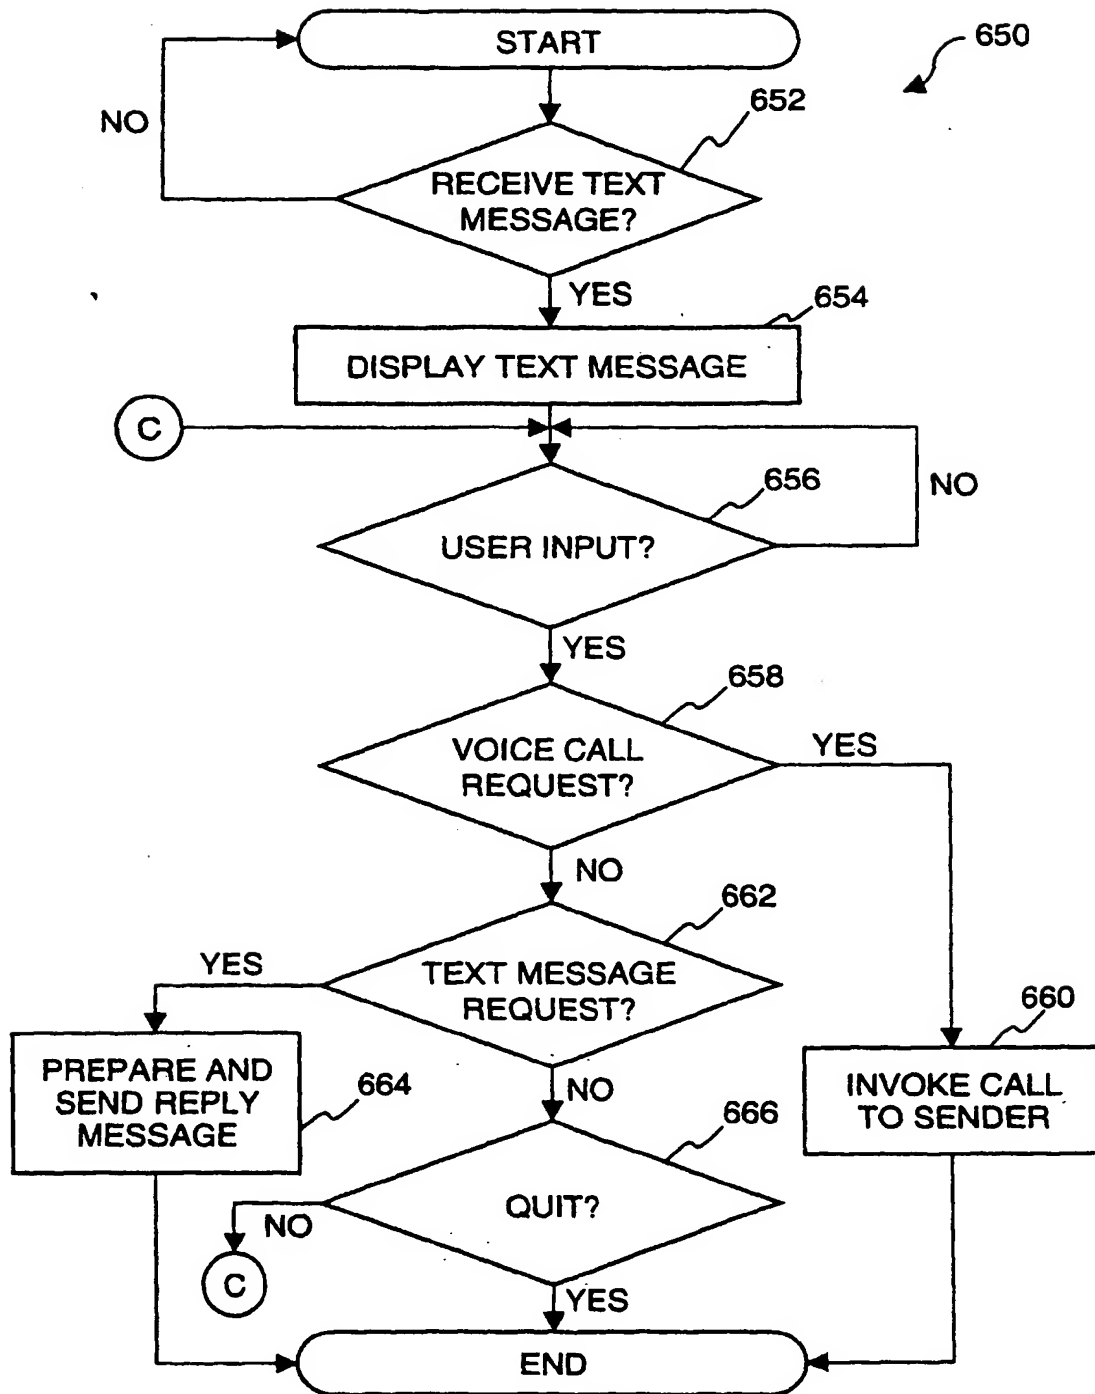 START
650
652
NO
RECEIVE TEXT
MESSAGE?
YES
654
DISPLAY TEXT MESSAGE
C
656
NO
USER INPUT?
YES
658
VOICE CALL
REQUEST?
YES
NO
662
YES
TEXT MESSAGE
REQUEST?
660
PREPARE AND
SEND REPLY
MESSAGE
664
NO
INVOKE CALL
TO SENDER
666
QUIT?
NO
C
YES
END